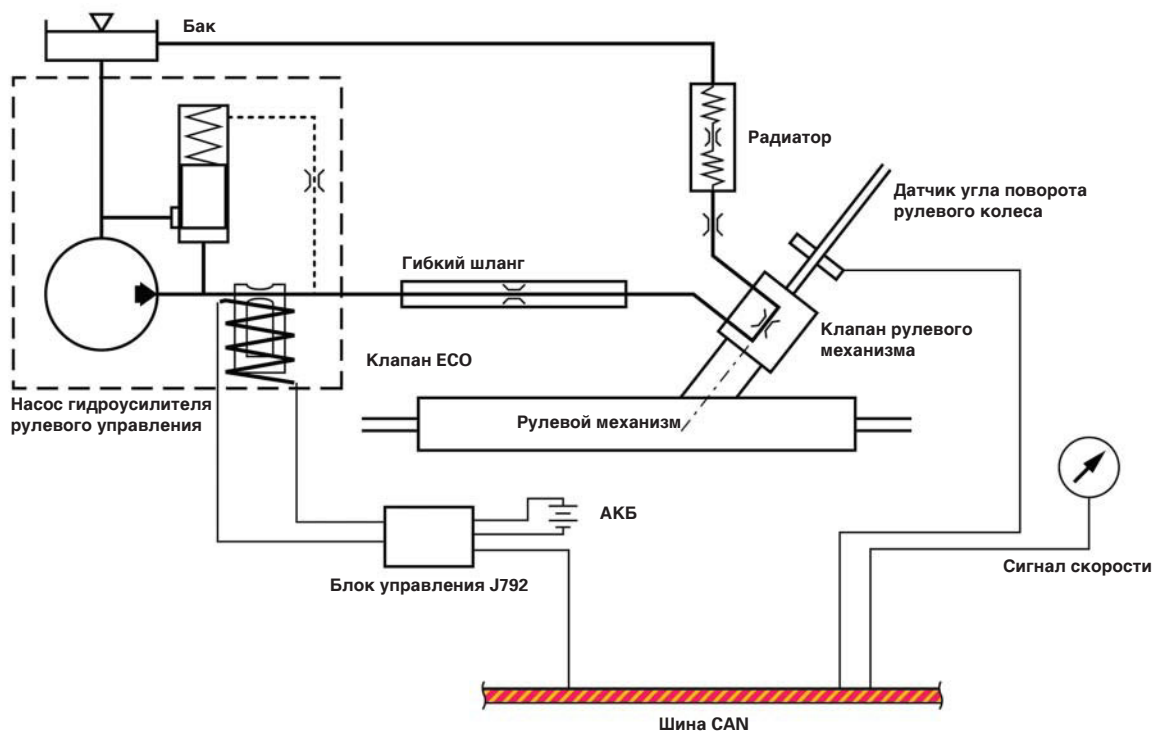 Бак
Радиатор
Датчик угла поворота
рулевого колеса
Гибкий шланг
Клапан рулевого
механизма
Клапан ECO
Насос гидроусилителя
рулевого управления
Рулевой механизм
АКБ
Блок управления J792
Сигнал скорости
Шина CAN